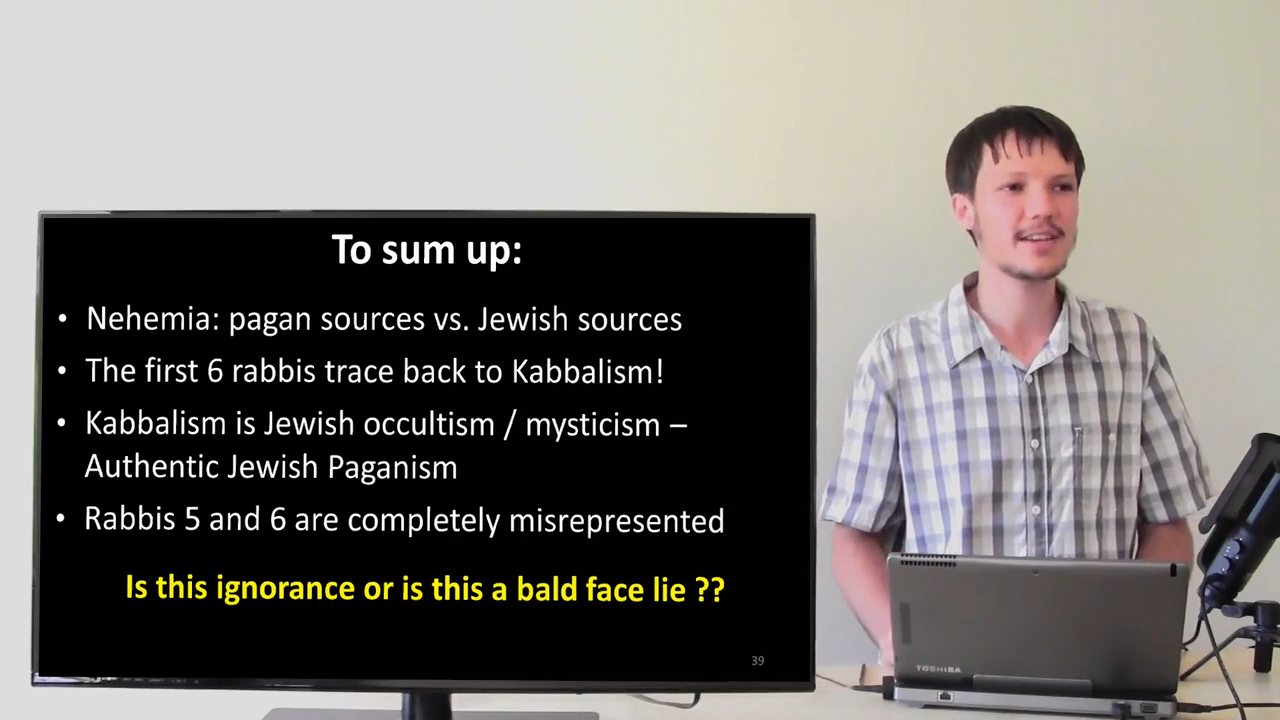 To sum up:
• Nehemia: pagan sources vs. Jewish sources
• The first 6 rabbis trace back to Kabbalism!
• Kabbalism is Jewish occultism / mysticism –
Authentic Jewish Paganism
• Rabbis 5 and 6 are completely misrepresented
Is this ignorance or is this a bald face lie ??
39
TOSHIBA